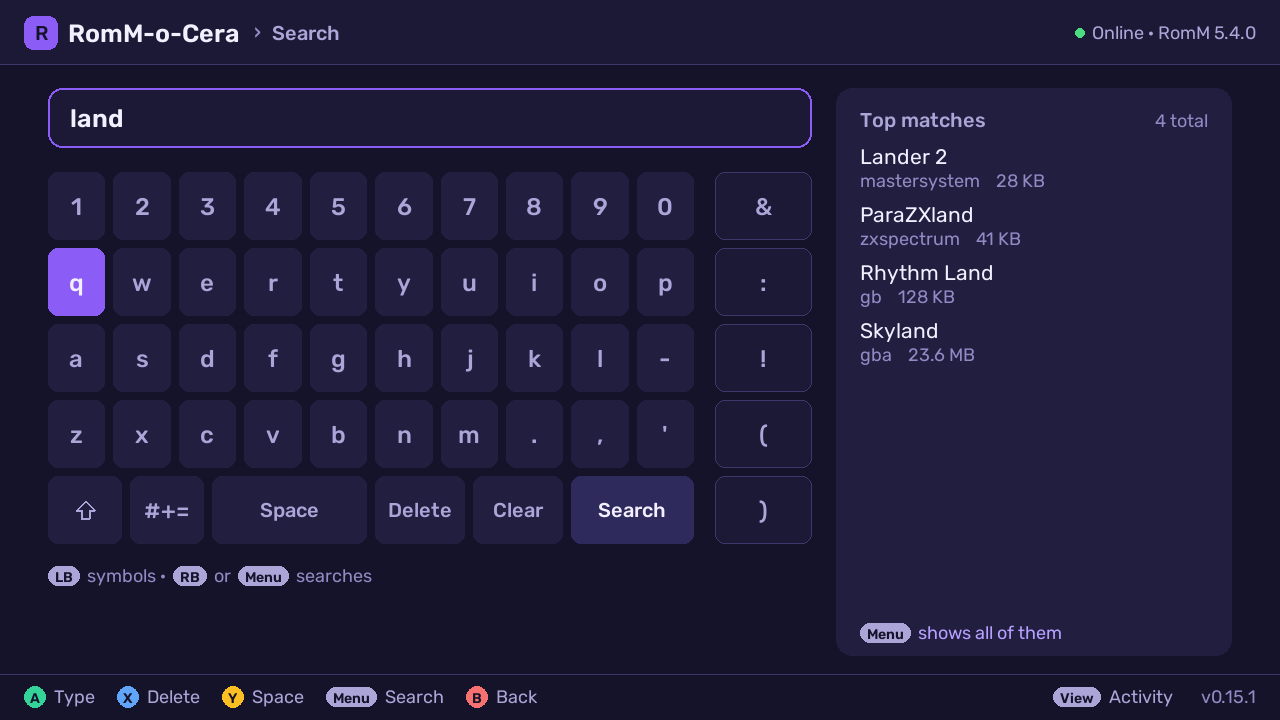 R RomM-o-Cera › Search
Online • RomM 5.4.0
land
1 2 3 4 5 6 7 8 9 0 &
q w e r t y u i o p :
a s d f g h j k l - !
z x c v b n m . , ' (
#+= Space Delete Clear Search )
LB symbols • RB or Menu searches
Top matches 4 total
Lander 2
mastersystem 28 KB
ParaZXland
zxspectrum 41 KB
Rhythm Land
gb 128 KB
Skyland
gba 23.6 MB
Menu shows all of them
A Type X Delete Y Space Menu Search B Back
View Activity v0.15.1